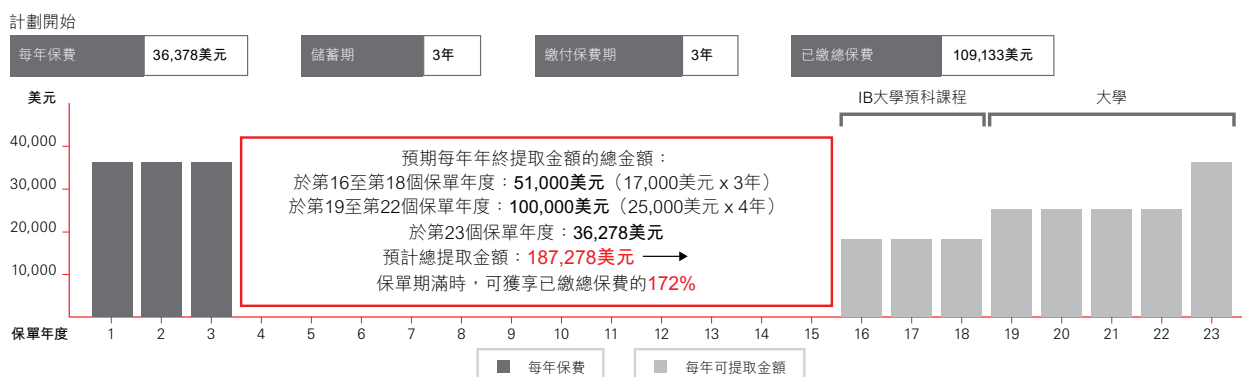 計劃開始
每年保費 36,378美元 儲蓄期 3年 繳付保費期 3年 已繳總保費 109,133美元
美元
IB大學預科課程 大學
40,000
30,000
20,000
10,000
預期每年年終提取金額的總金額：
於第16至第18個保單年度：51,000美元（17,000美元 x 3年）
於第19至第22個保單年度：100,000美元（25,000美元 x 4年）
於第23個保單年度：36,278美元
預計總提取金額：187,278美元
保單期滿時，可獲享已繳總保費的172%
保單年度 1 2 3 4 5 6 7 8 9 10 11 12 13 14 15 16 17 18 19 20 21 22 23
每年保費 每年可提取金額